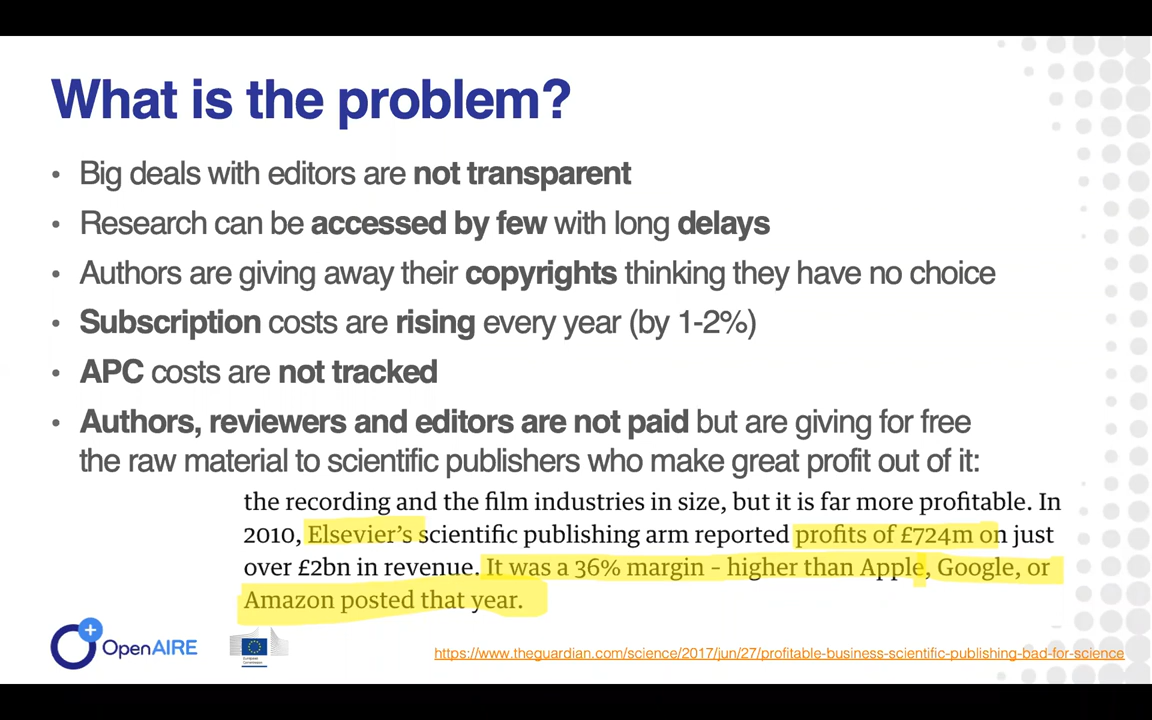 What is the problem?
• Big deals with editors are not transparent
• Research can be accessed by few with long delays
• Authors are giving away their copyrights thinking they have no choice
• Subscription costs are rising every year (by 1-2%)
• APC costs are not tracked
• Authors, reviewers and editors are not paid but are giving for free
the raw material to scientific publishers who make great profit out of it:
the recording and the film industries in size, but it is far more profitable. In
2010, Elsevier’s scientific publishing arm reported profits of £724m on just
over £2bn in revenue. It was a 36% margin – higher than Apple, Google, or
Amazon posted that year.
OpenAIRE
European
Commission
https://www.theguardian.com/science/2017/jun/27/profitable-business-scientific-publishing-bad-for-science